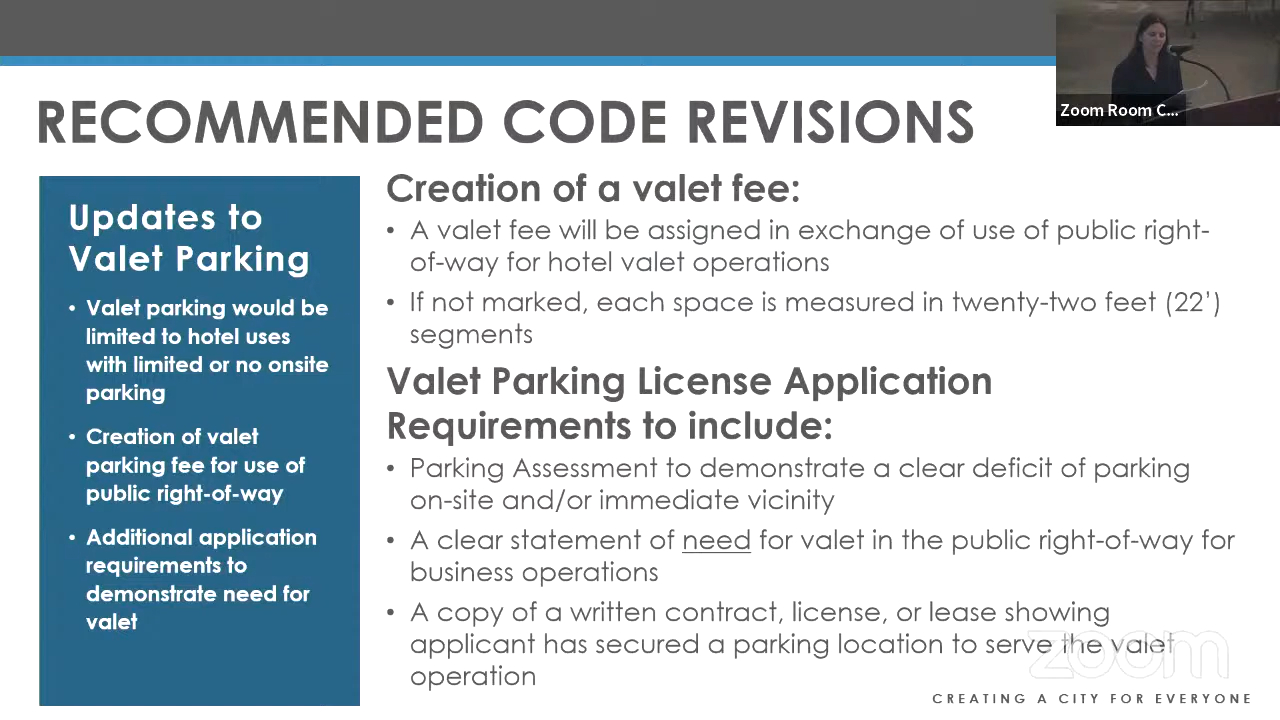 Zoom Room C...
RECOMMENDED CODE REVISIONS
Updates to
Valet Parking
• Valet parking would be
limited to hotel uses
with limited or no onsite
parking
• Creation of valet
parking fee for use of
public right-of-way
• Additional application
requirements to
demonstrate need for
valet
Creation of a valet fee:
• A valet fee will be assigned in exchange of use of public right-
of-way for hotel valet operations
• If not marked, each space is measured in twenty-two feet (22’)
segments
Valet Parking License Application
Requirements to include:
• Parking Assessment to demonstrate a clear deficit of parking
on-site and/or immediate vicinity
• A clear statement of need for valet in the public right-of-way for
business operations
• A copy of a written contract, license, or lease showing
applicant has secured a parking location to serve the valet
operation
zoom
CREATING A CITY FOR EVERYONE